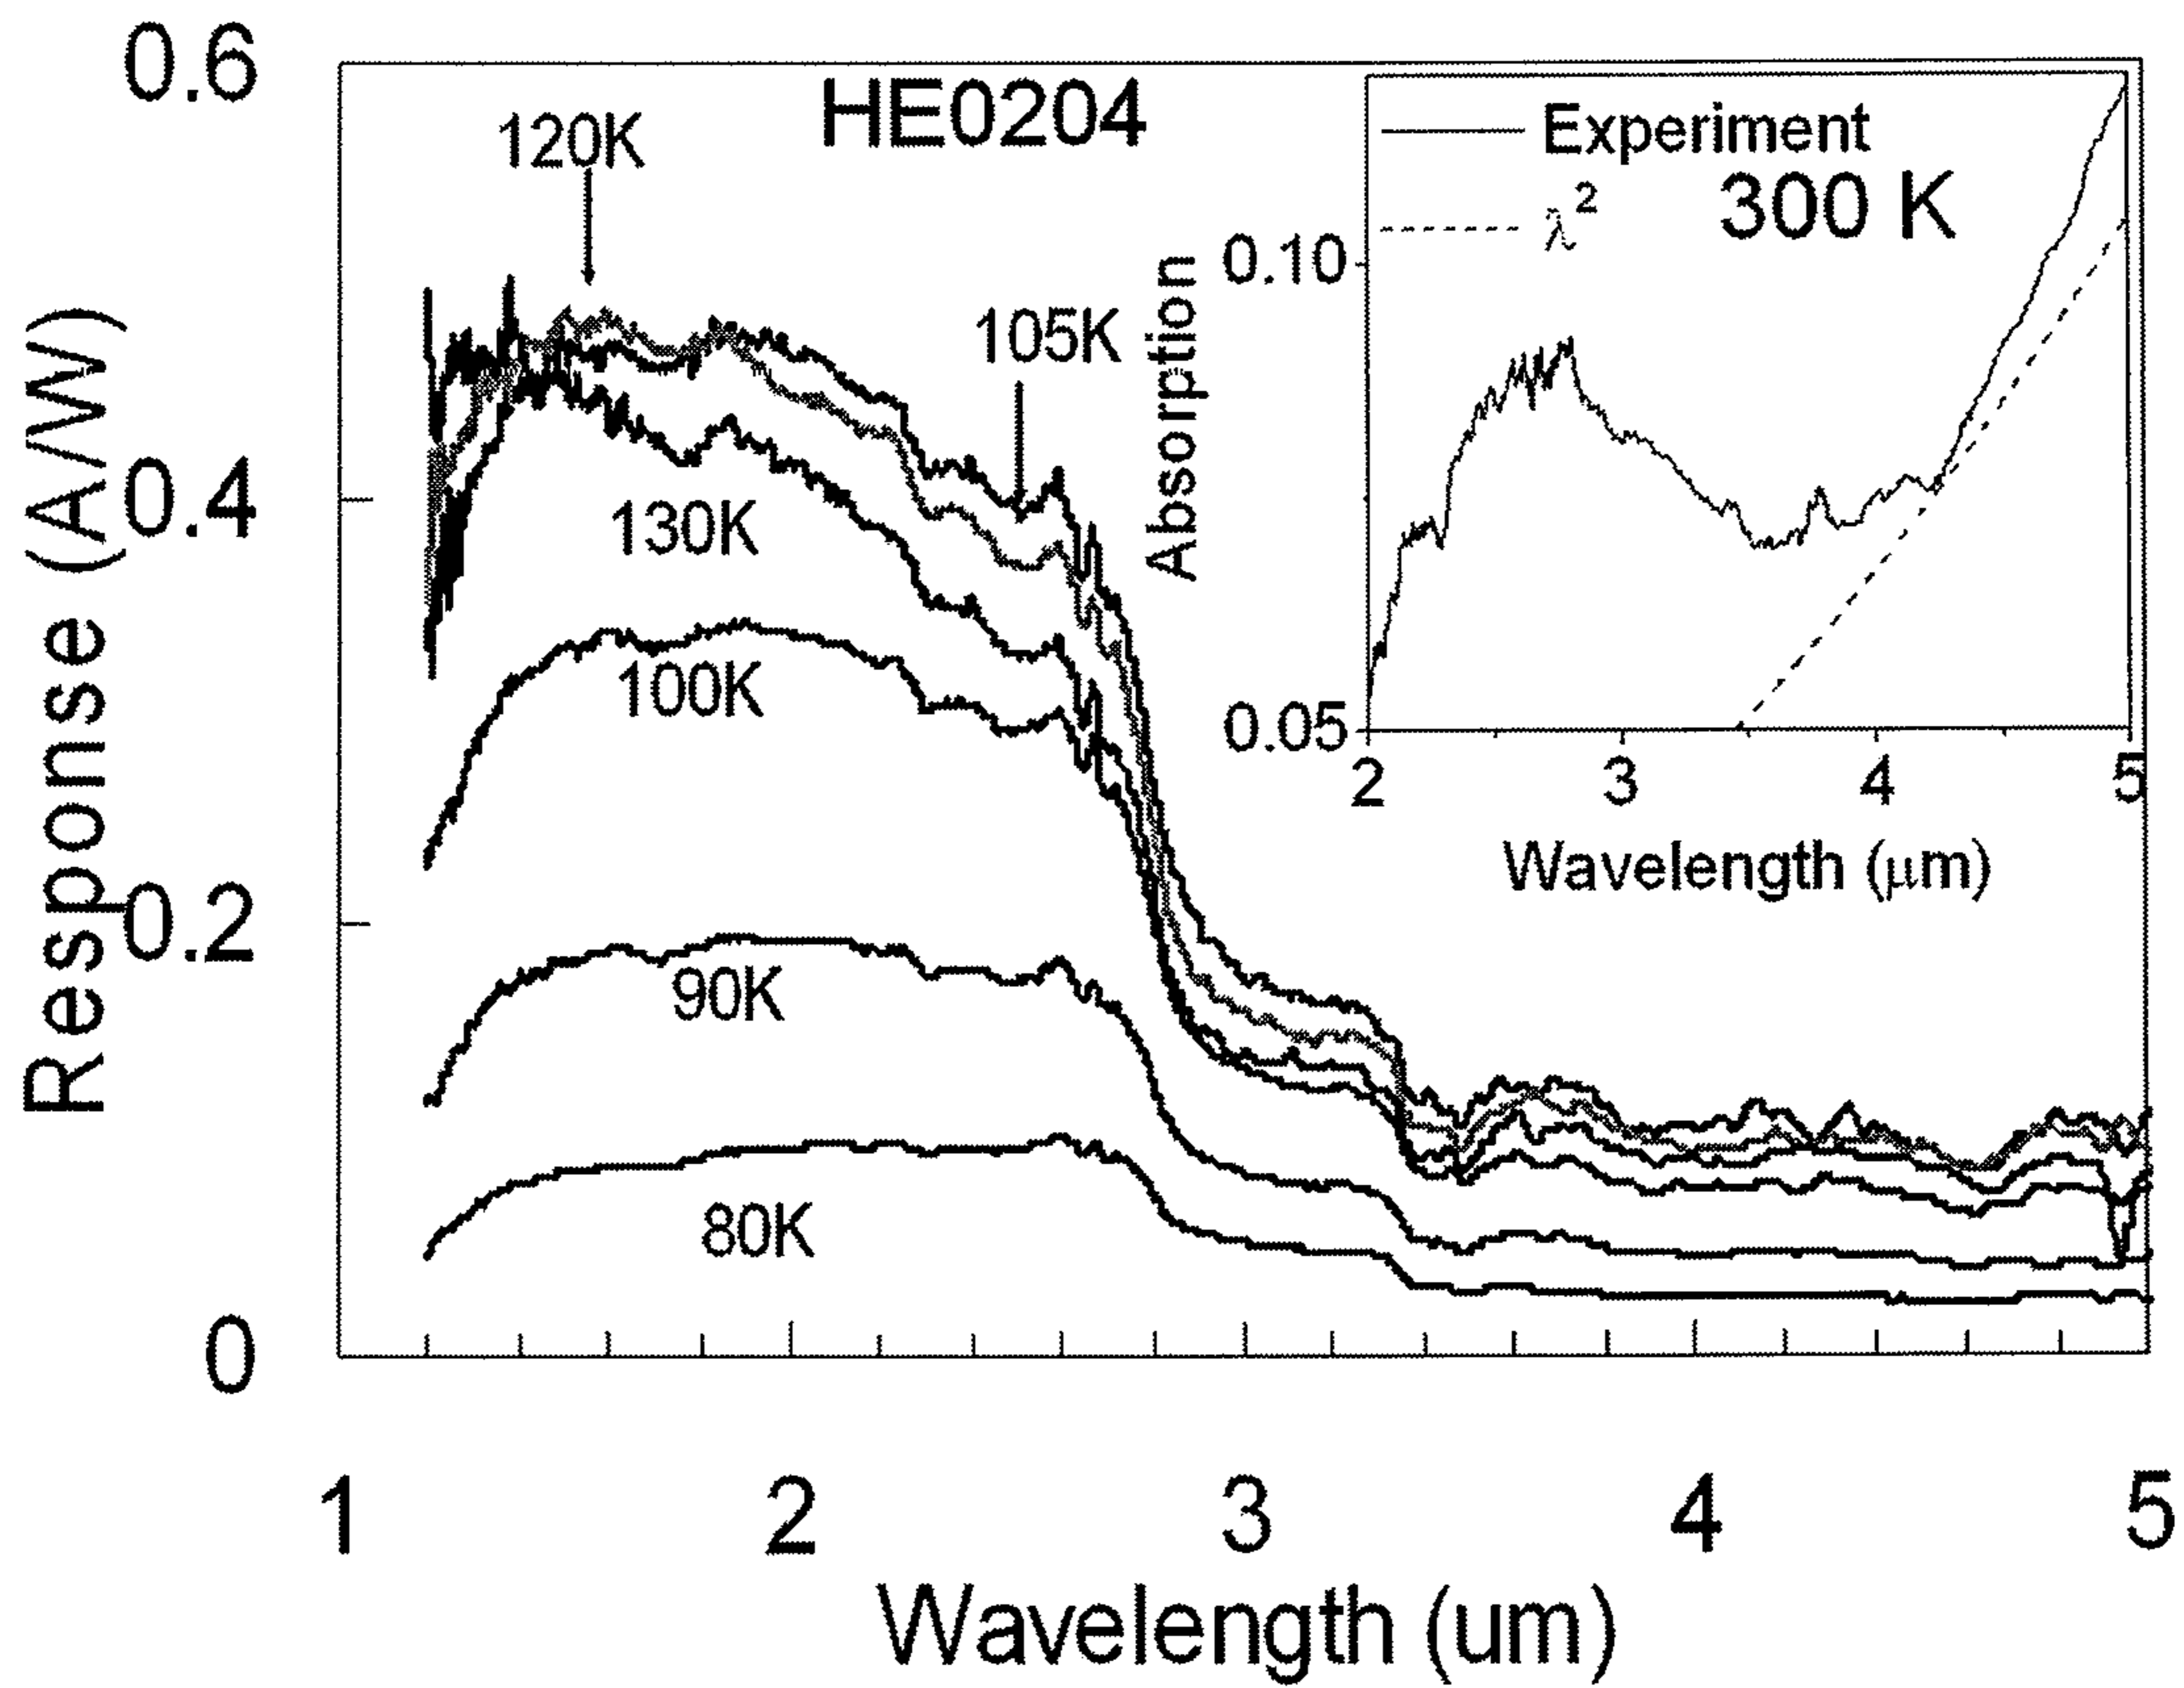 0.6
HE0204
120K
Experiment
λ²
300 K
0.10
105K
Absorption
Response (A/W)
0.4
130K
100K
0.05
2
3
4
5
Wavelength (μm)
0.2
90K
80K
0
1
2
3
4
5
Wavelength (um)